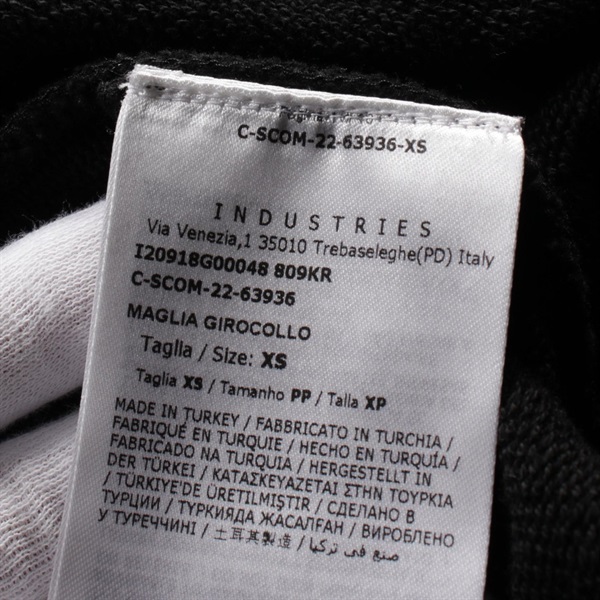 C-SCOM-22-63936-XS
INDUSTRIES
Via Venezia,1 35010 Trebaseleghe(PD) Italy
I20918G00048 809KR
C-SCOM-22-63936
MAGLIA GIROCOLLO
Taglia / Size: XS
Taglia XS / Tamanho PP / Talla XP
MADE IN TURKEY / FABBRICATO IN TURCHIA /
FABRIQUÉ EN TURQUIE / HECHO EN TURQUÍA /
FABRICADO NA TURQUIA / HERGESTELLT IN
DER TÜRKEI / ΚΑΤΑΣΚΕΥΑΖΕΤΑΙ ΣΤΗΝ ΤΟΥΡΚΙΑ
/ TÜRKİYE'DE ÜRETİLMİŞTİR / СДЕЛАНО В
ТУРЦИИ / ТҮРКИЯДА ЖАСАЛҒАН / ВИРОБЛЕНО
У ТУРЕЧЧИНІ / 土耳其製造 / صنع في تركيا